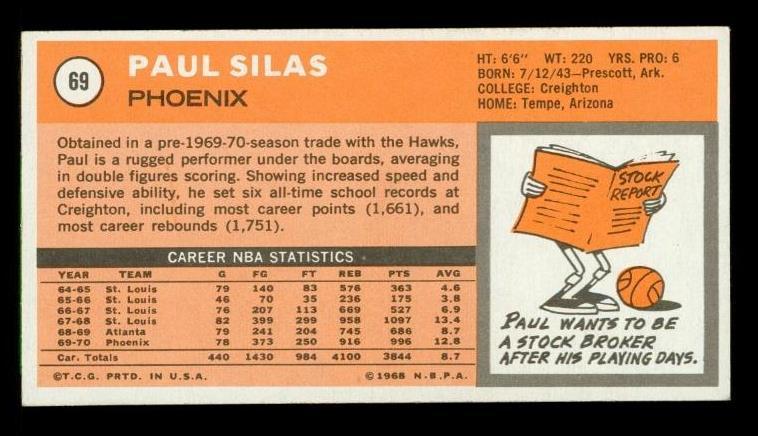 69
PAUL SILAS
PHOENIX
HT: 6'6" WT: 220 YRS. PRO: 6
BORN: 7/12/43—Prescott, Ark.
COLLEGE: Creighton
HOME: Tempe, Arizona
Obtained in a pre-1969-70-season trade with the Hawks,
Paul is a rugged performer under the boards, averaging
in double figures scoring. Showing increased speed and
defensive ability, he set six all-time school records at
Creighton, including most career points (1,661), and
most career rebounds (1,751).
CAREER NBA STATISTICS
YEAR TEAM G FG FT REB PTS AVG
64-65 St. Louis 79 140 83 576 363 4.6
65-66 St. Louis 46 70 35 236 175 3.8
66-67 St. Louis 76 207 113 669 527 6.9
67-68 St. Louis 82 399 299 958 1097 13.4
68-69 Atlanta 79 241 204 745 686 8.7
69-70 Phoenix 78 373 250 916 996 12.8
Car. Totals 440 1430 984 4100 3844 8.7
©T.C.G. PRTD. IN U.S.A. ©1968 N.B.P.A.
STOCK
REPORT
PAUL WANTS TO BE
A STOCK BROKER
AFTER HIS PLAYING DAYS.